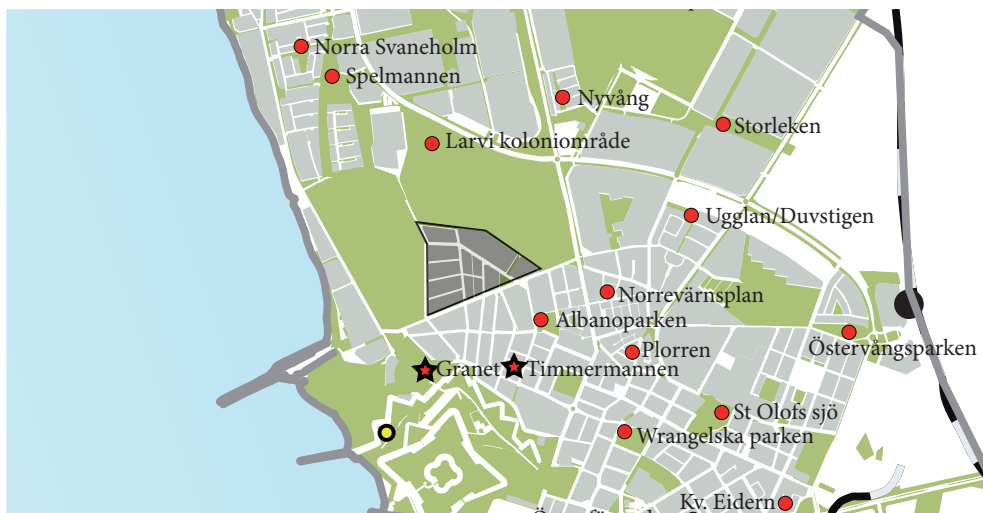 Norra Svaneholm
Spelmannen
Nyvång
Storleken
Larvi koloniområde
Ugglan/Duvstigen
Norrevärnsplan
Albanoparken
Östervångsparken
Plorren
Granet
Timmermannen
St Olofs sjö
Wrangelska parken
Kv. Eidern